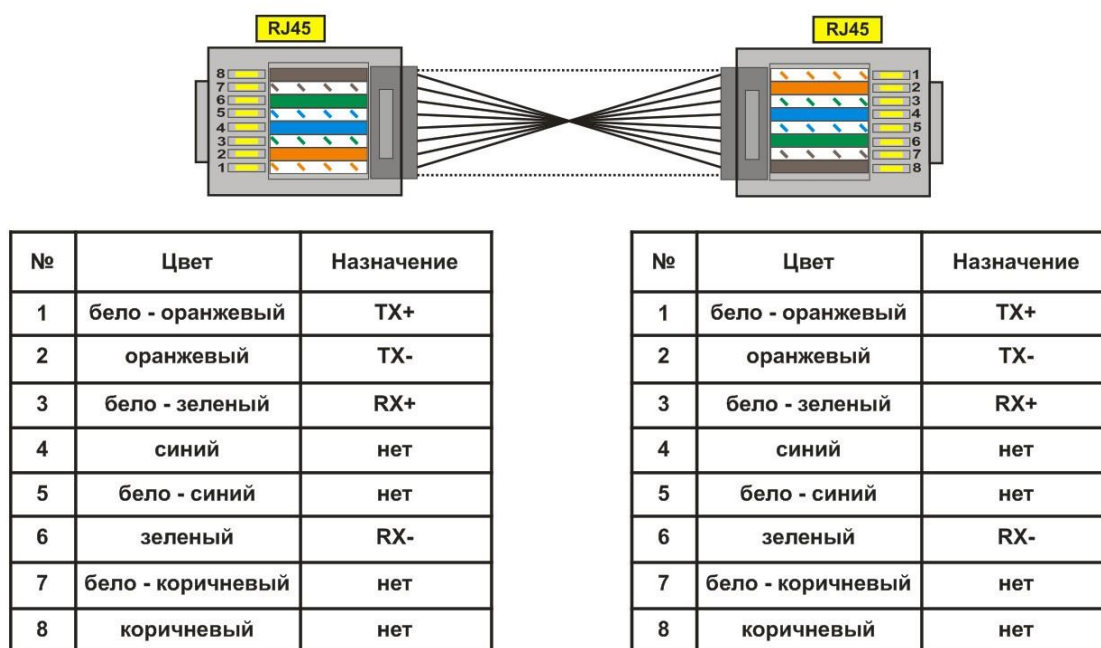 RJ45
RJ45
8
7
6
5
4
3
2
1
1
2
3
4
5
6
7
8
№ Цвет Назначение
1 бело - оранжевый TX+
2 оранжевый TX-
3 бело - зеленый RX+
4 синий нет
5 бело - синий нет
6 зеленый RX-
7 бело - коричневый нет
8 коричневый нет
№ Цвет Назначение
1 бело - оранжевый TX+
2 оранжевый TX-
3 бело - зеленый RX+
4 синий нет
5 бело - синий нет
6 зеленый RX-
7 бело - коричневый нет
8 коричневый нет